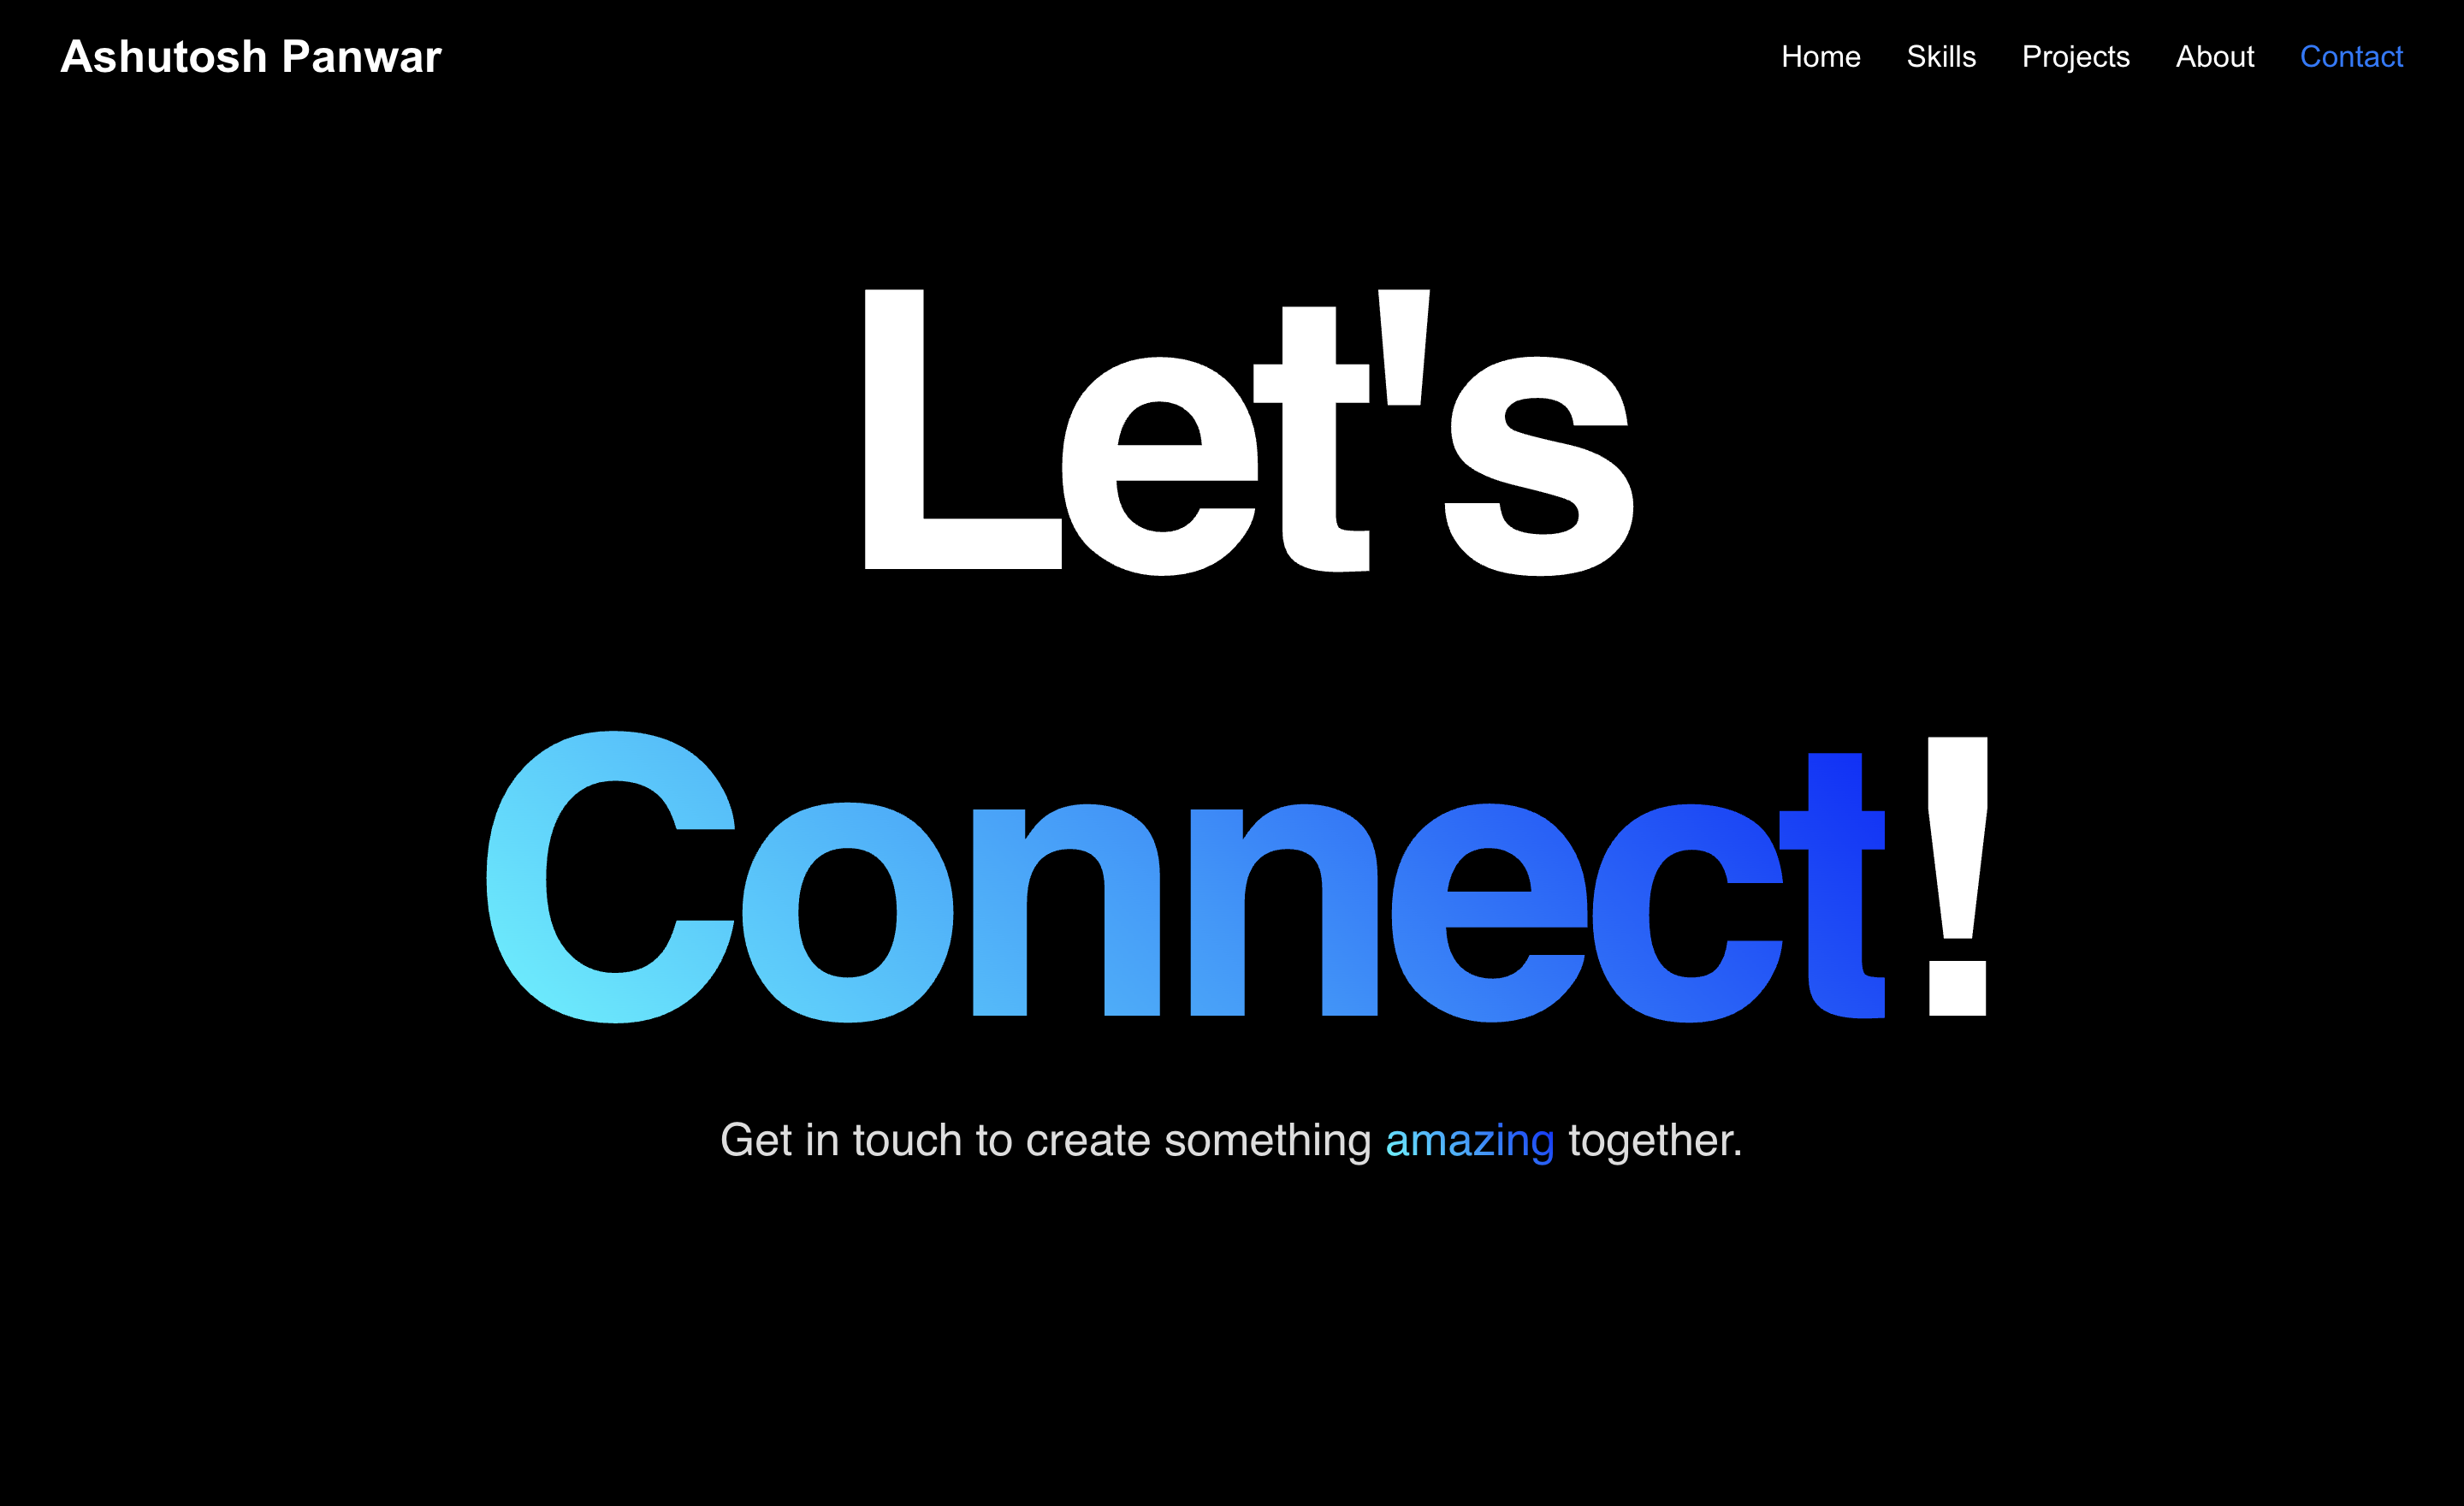 Ashutosh Panwar
Home Skills Projects About Contact
Let's
Connect!
Get in touch to create something amazing together.